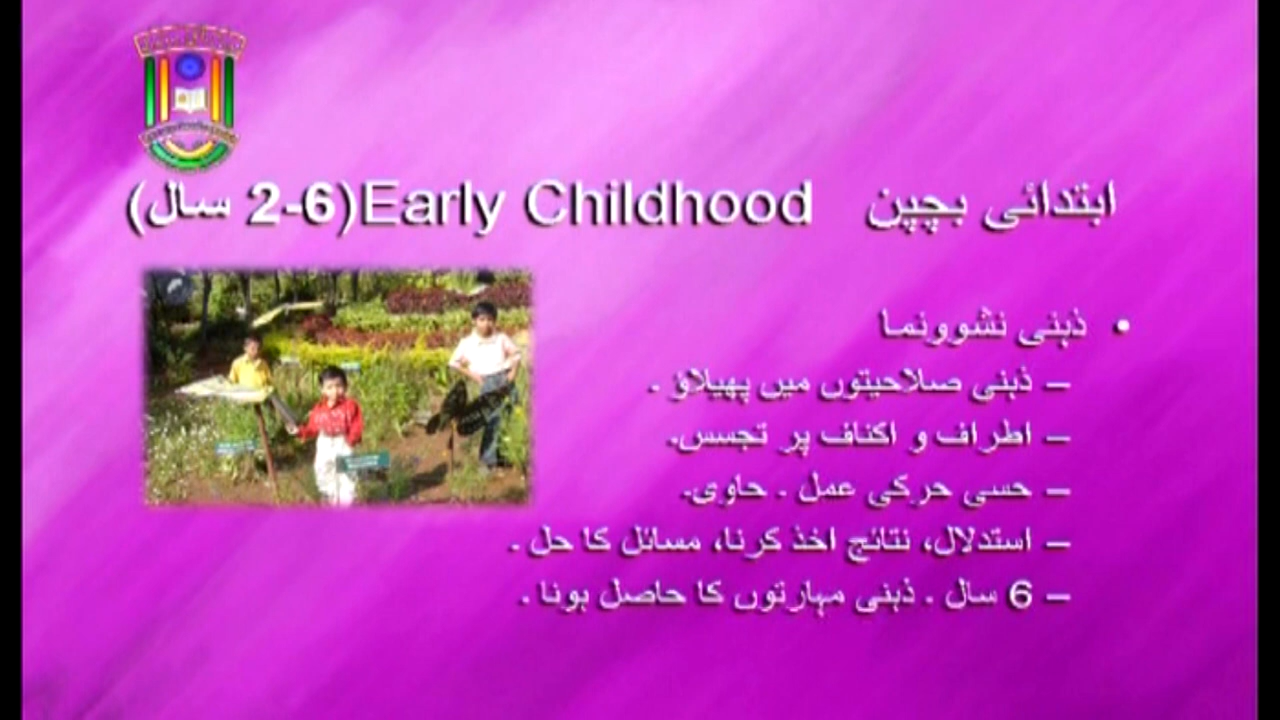 ابتدائی بچپن Early Childhood(2-6 سال)
• ذہنی نشوونما
– ذہنی صلاحیتوں میں پھیلاؤ ۔
– اطراف و اکناف پر تجسس۔
– حسی حرکی عمل ۔ حاوی۔
– استدلال، نتائج اخذ کرنا، مسائل کا حل ۔
– 6 سال ۔ ذہنی مہارتوں کا حاصل ہونا ۔